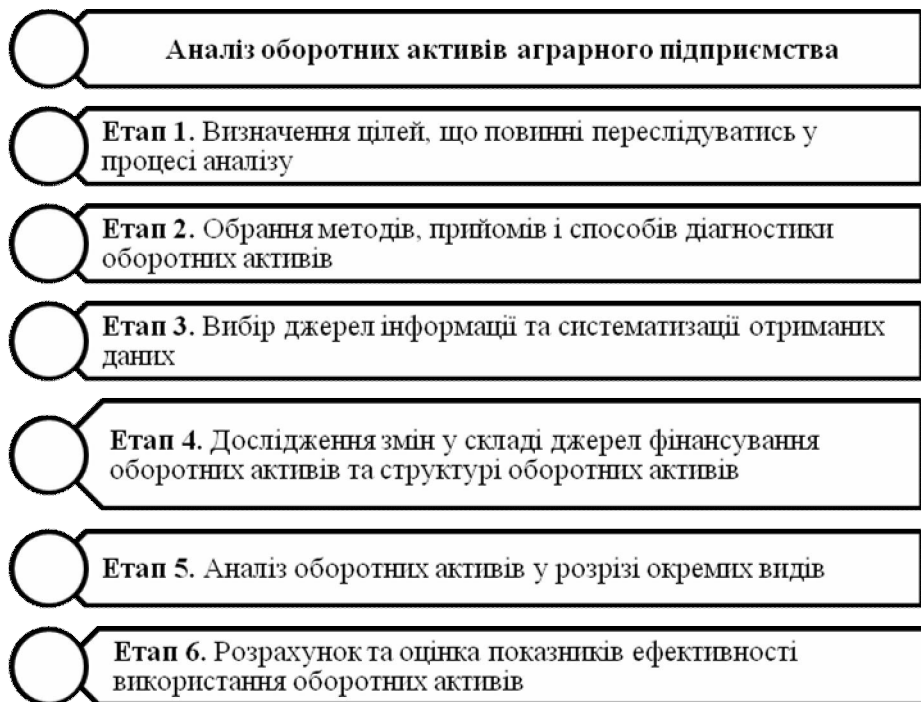 Аналіз оборотних активів аграрного підприємства
Етап 1. Визначення цілей, що повинні переслідуватись у
процесі аналізу
Етап 2. Обрання методів, прийомів і способів діагностики
оборотних активів
Етап 3. Вибір джерел інформації та систематизації отриманих
даних
Етап 4. Дослідження змін у складі джерел фінансування
оборотних активів та структурі оборотних активів
Етап 5. Аналіз оборотних активів у розрізі окремих видів
Етап 6. Розрахунок та оцінка показників ефективності
використання оборотних активів